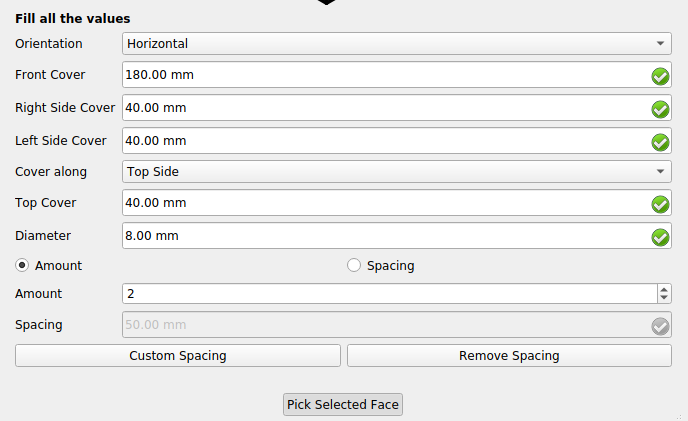 Fill all the values
Orientation Horizontal
Front Cover 180.00 mm
Right Side Cover 40.00 mm
Left Side Cover 40.00 mm
Cover along Top Side
Top Cover 40.00 mm
Diameter 8.00 mm
Amount Spacing
Amount 2
Spacing 50.00 mm
Custom Spacing Remove Spacing
Pick Selected Face